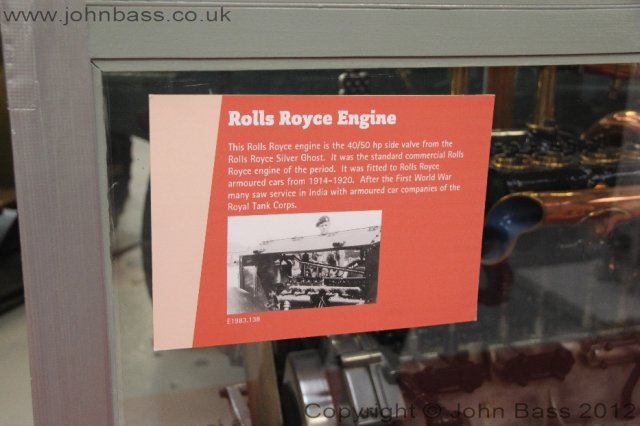 www.johnbass.co.uk
Rolls Royce Engine
This Rolls Royce engine is the 40/50 hp side valve from the
Rolls Royce Silver Ghost. It was the standard commercial Rolls
Royce engine of the period. It was fitted to Rolls Royce
armoured cars from 1914-1920. After the First World War
many saw service in India with armoured car companies of the
Royal Tank Corps.
E1983.138
Copyright © John Bass 2012